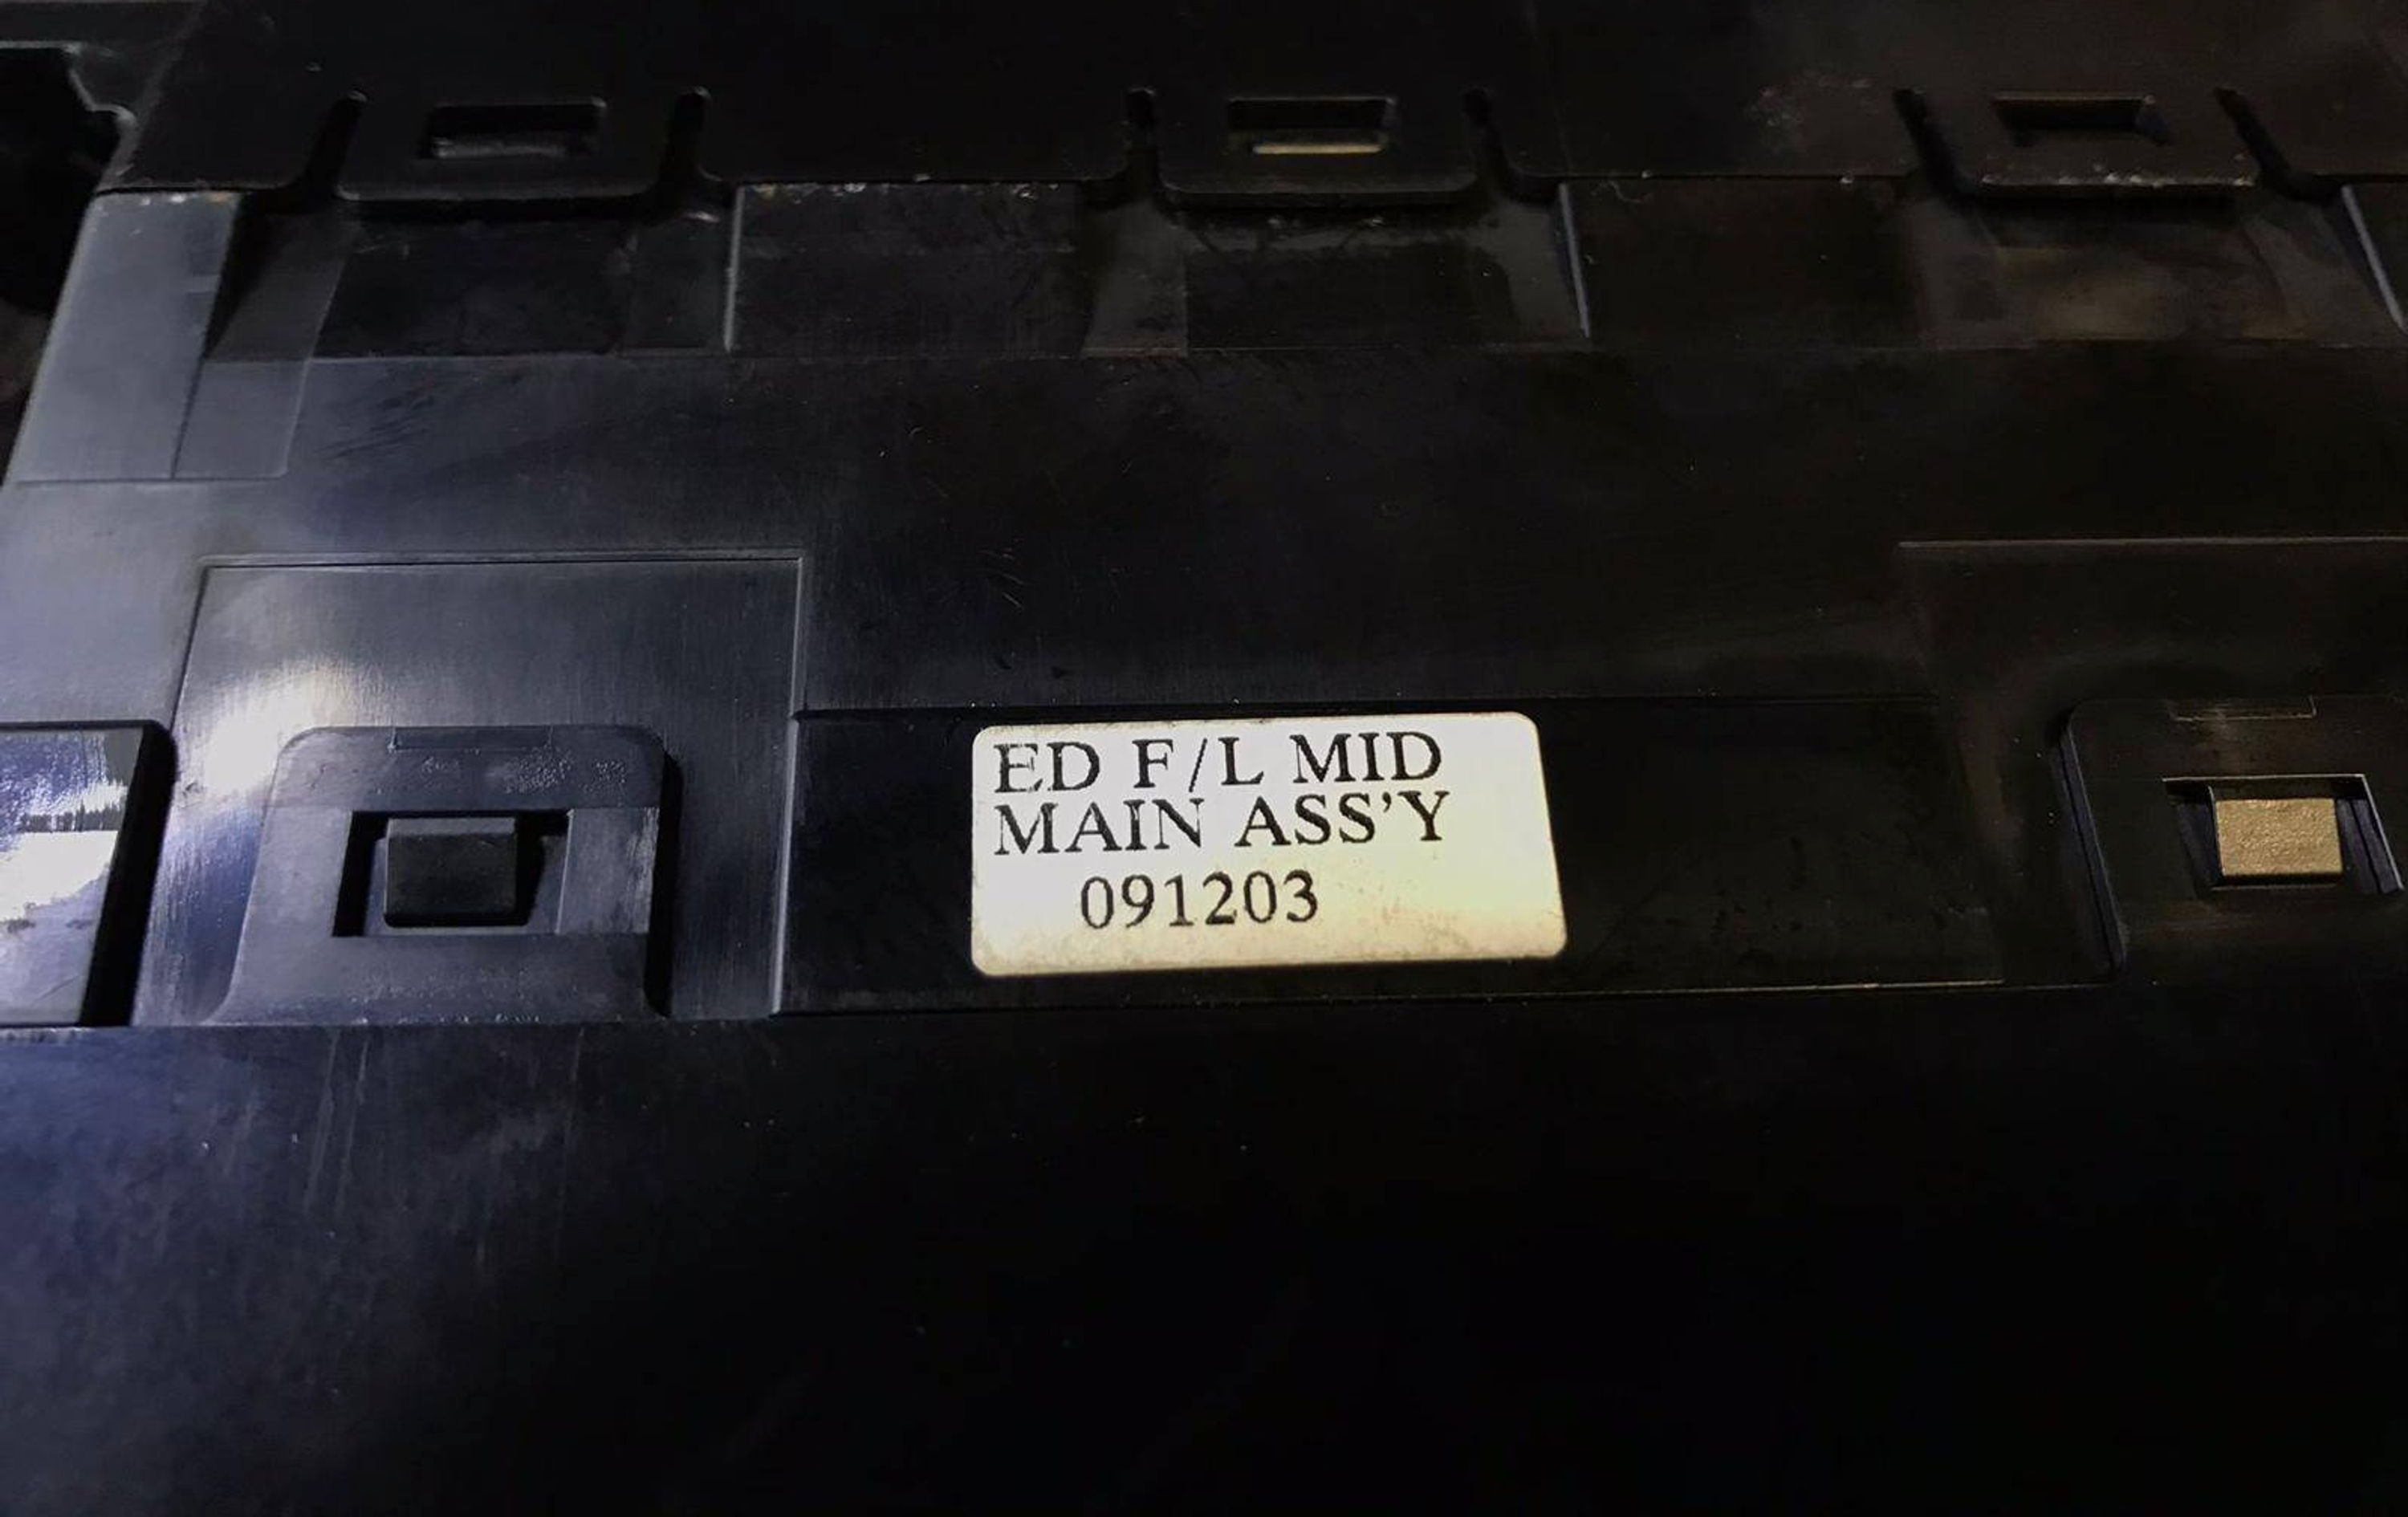 ED F/L MID
MAIN ASS'Y
091203